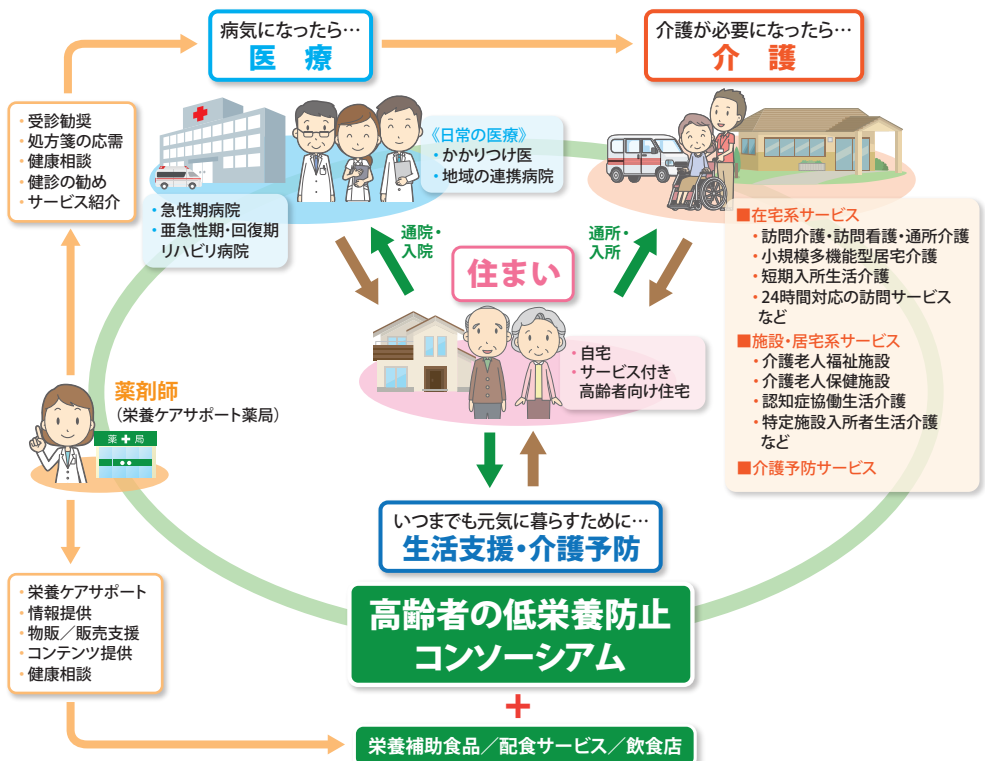 病気になったら…
医療
介護が必要になったら…
介護
・受診勧奨
・処方箋の応需
・健康相談
・健診の勧め
・サービス紹介
《日常の医療》
・かかりつけ医
・地域の連携病院
・急性期病院
・亜急性期・回復期
リハビリ病院
通院・
入院
通所・
入所
住まい
・自宅
・サービス付き
高齢者向け住宅
■在宅系サービス
・訪問介護・訪問看護・通所介護
・小規模多機能型居宅介護
・短期入所生活介護
・24時間対応の訪問サービス
など
■施設・居宅系サービス
・介護老人福祉施設
・介護老人保健施設
・認知症協働生活介護
・特定施設入所者生活介護
など
■介護予防サービス
薬剤師
（栄養ケアサポート薬局）
薬+局
いつまでも元気に暮らすために…
生活支援・介護予防
高齢者の低栄養防止
コンソーシアム
+
栄養補助食品／配食サービス／飲食店
・栄養ケアサポート
・情報提供
・物販／販売支援
・コンテンツ提供
・健康相談